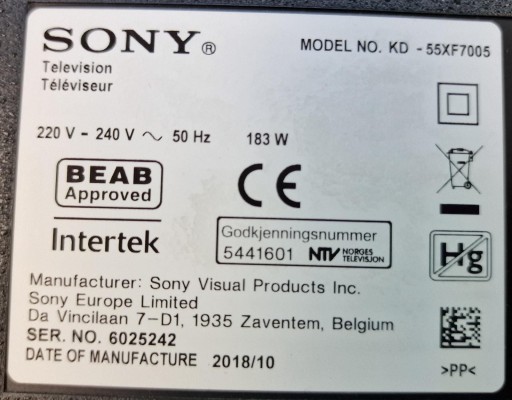 SONY®
MODEL NO. KD - 55XF7005
Television
Téléviseur
220 V - 240 V ~ 50 Hz 183 W
BEAB
Approved
CE
Intertek
Godkjenningsnummer
5441601 NTV NORGES
TELEVISJON
Hg
Manufacturer: Sony Visual Products Inc.
Sony Europe Limited
Da Vincilaan 7-D1, 1935 Zaventem, Belgium
SER. NO. 6025242
DATE OF MANUFACTURE 2018/10
>PP<